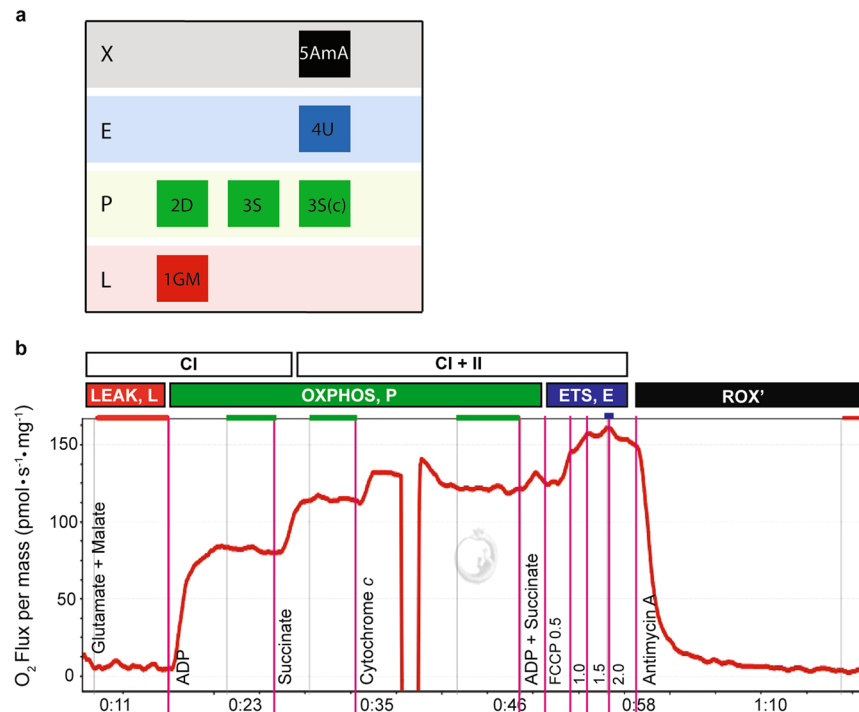 a
X
5AmA
E
4U
P
2D
3S
3S(c)
L
1GM
b
CI
CI + II
LEAK, L
OXPHOS, P
ETS, E
ROX'
O₂ Flux per mass (pmol•s⁻¹•mg⁻¹)
150
100
50
0
Glutamate + Malate
ADP
Succinate
Cytochrome c
ADP + Succinate
FCCP 0.5
1.0
1.5
2.0
Antimycin A
0:11
0:23
0:35
0:46
0:58
1:10